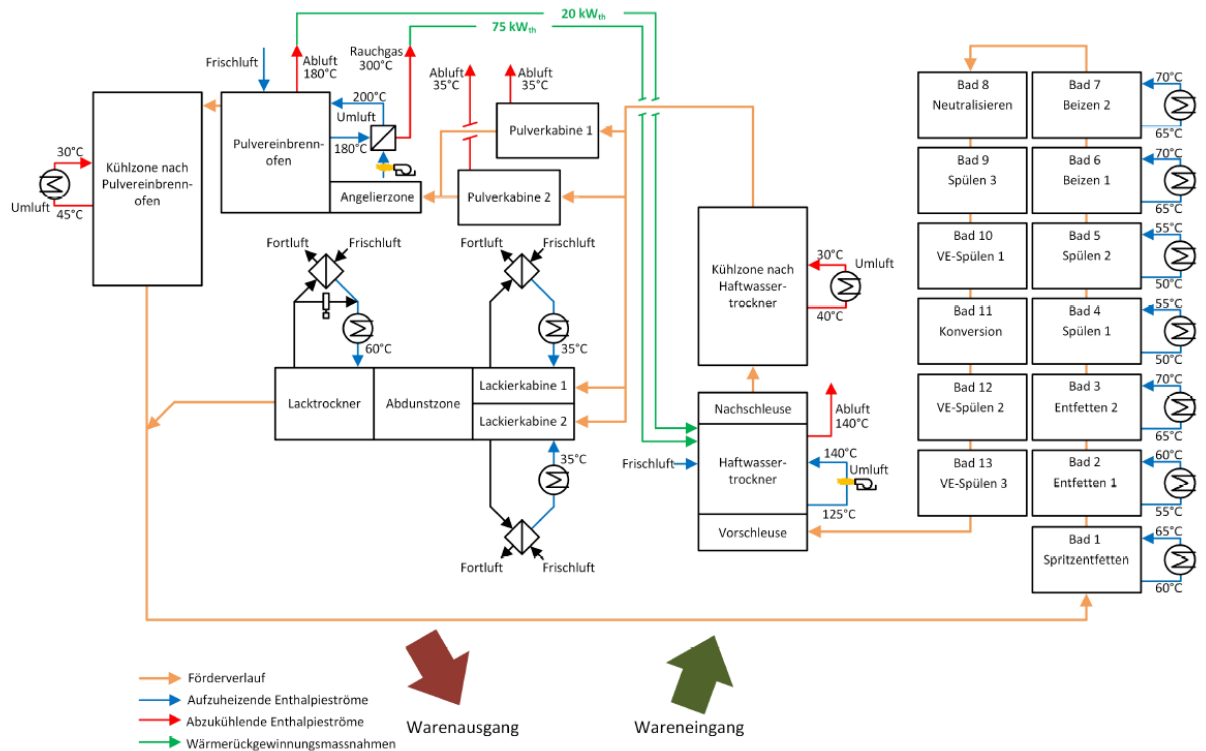 20 kWth
75 kWth
Frischluft
Abluft
180°C
Rauchgas
300°C
Abluft
35°C
Abluft
35°C
200°C
Umluft
180°C
Kühlzone nach
Pulvereinbrenn-
ofen
30°C
Umluft
45°C
Pulvereinbrenn-
ofen
Angelierzone
Pulverkabine 1
Pulverkabine 2
Fortluft
Frischluft
Fortluft
Frischluft
60°C
35°C
Lacktrockner
Abdunstzone
Lackierkabine 1
Lackierkabine 2
35°C
Fortluft
Frischluft
Kühlzone nach
Haftwasser-
trockner
30°C
Umluft
40°C
Nachschleuse
Abluft
140°C
Frischluft
Haftwasser-
trockner
140°C
Umluft
125°C
Vorschleuse
Bad 8
Neutralisieren
Bad 9
Spülen 3
Bad 10
VE-Spülen 1
Bad 11
Konversion
Bad 12
VE-Spülen 2
Bad 13
VE-Spülen 3
Bad 7
Beizen 2
70°C
65°C
Bad 6
Beizen 1
70°C
65°C
Bad 5
Spülen 2
55°C
50°C
Bad 4
Spülen 1
55°C
50°C
Bad 3
Entfetten 2
70°C
65°C
Bad 2
Entfetten 1
60°C
55°C
Bad 1
Spritzentfetten
65°C
60°C
Förderverlauf
Aufzuheizende Enthalpieströme
Abzukühlende Enthalpieströme
Wärmerückgewinnungsmassnahmen
Warenausgang
Wareneingang